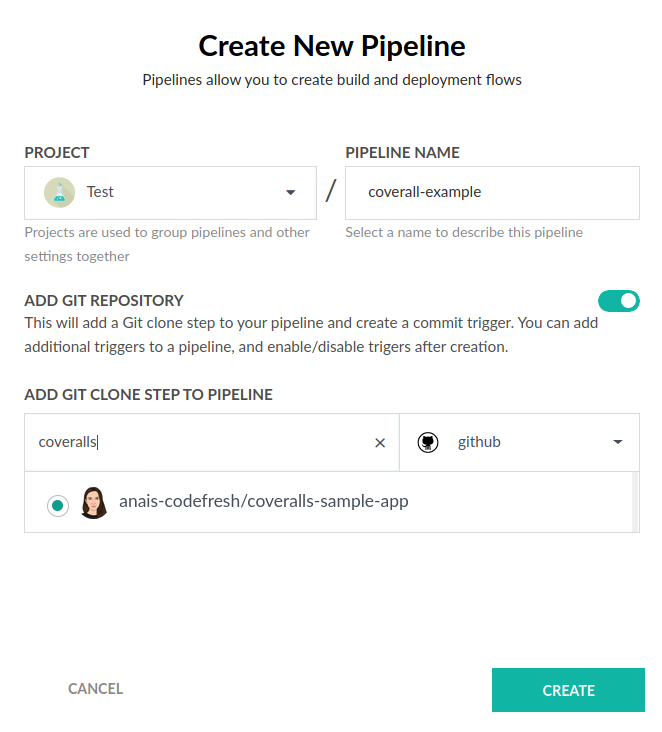 Create New Pipeline
Pipelines allow you to create build and deployment flows
PROJECT
Test
Projects are used to group pipelines and other
settings together
/
PIPELINE NAME
coverall-example
Select a name to describe this pipeline
ADD GIT REPOSITORY
This will add a Git clone step to your pipeline and create a commit trigger. You can add
additional triggers to a pipeline, and enable/disable trigers after creation.
ADD GIT CLONE STEP TO PIPELINE
coveralls
github
anais-codefresh/coveralls-sample-app
CANCEL
CREATE